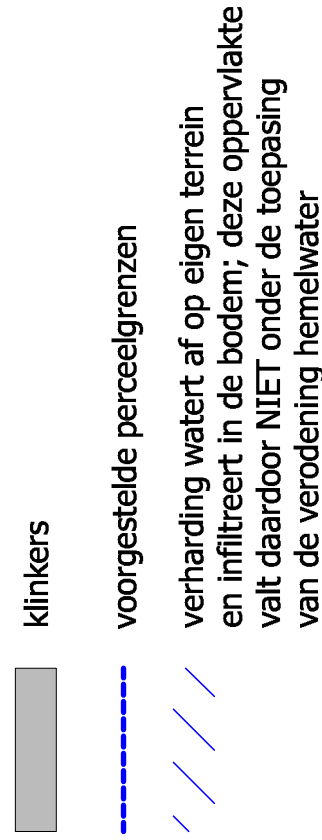 klinkers
voorgestelde perceelgrenzen
verharding watert af op eigen terrein
en infiltreert in de bodem; deze oppervlakte
valt daardoor NIET onder de toepasing
van de verodening hemelwater